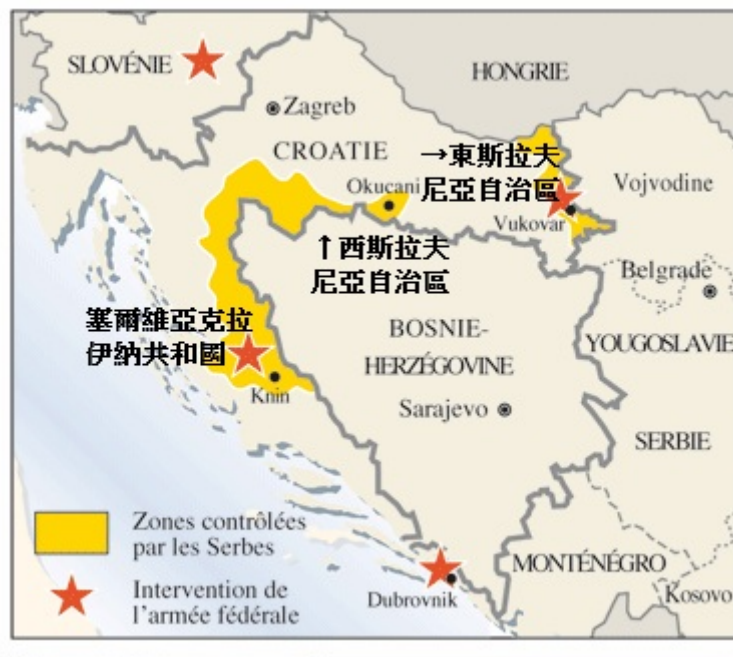 SLOVÉNIE
HONGRIE
Zagreb
CROATIE
→東斯拉夫
尼亞自治區
Okucani
Vojvodine
Vukovar
↑西斯拉夫
尼亞自治區
Belgrade
塞爾維亞克拉
伊納共和國
BOSNIE-
HERZÉGOVINE
YOUGOSLAVIE
Knin
Sarajevo
SERBIE
Zones contrôlées
par les Serbes
MONTÉNÉGRO
Intervention de
l'armée fédérale
Dubrovnik
Kosovo